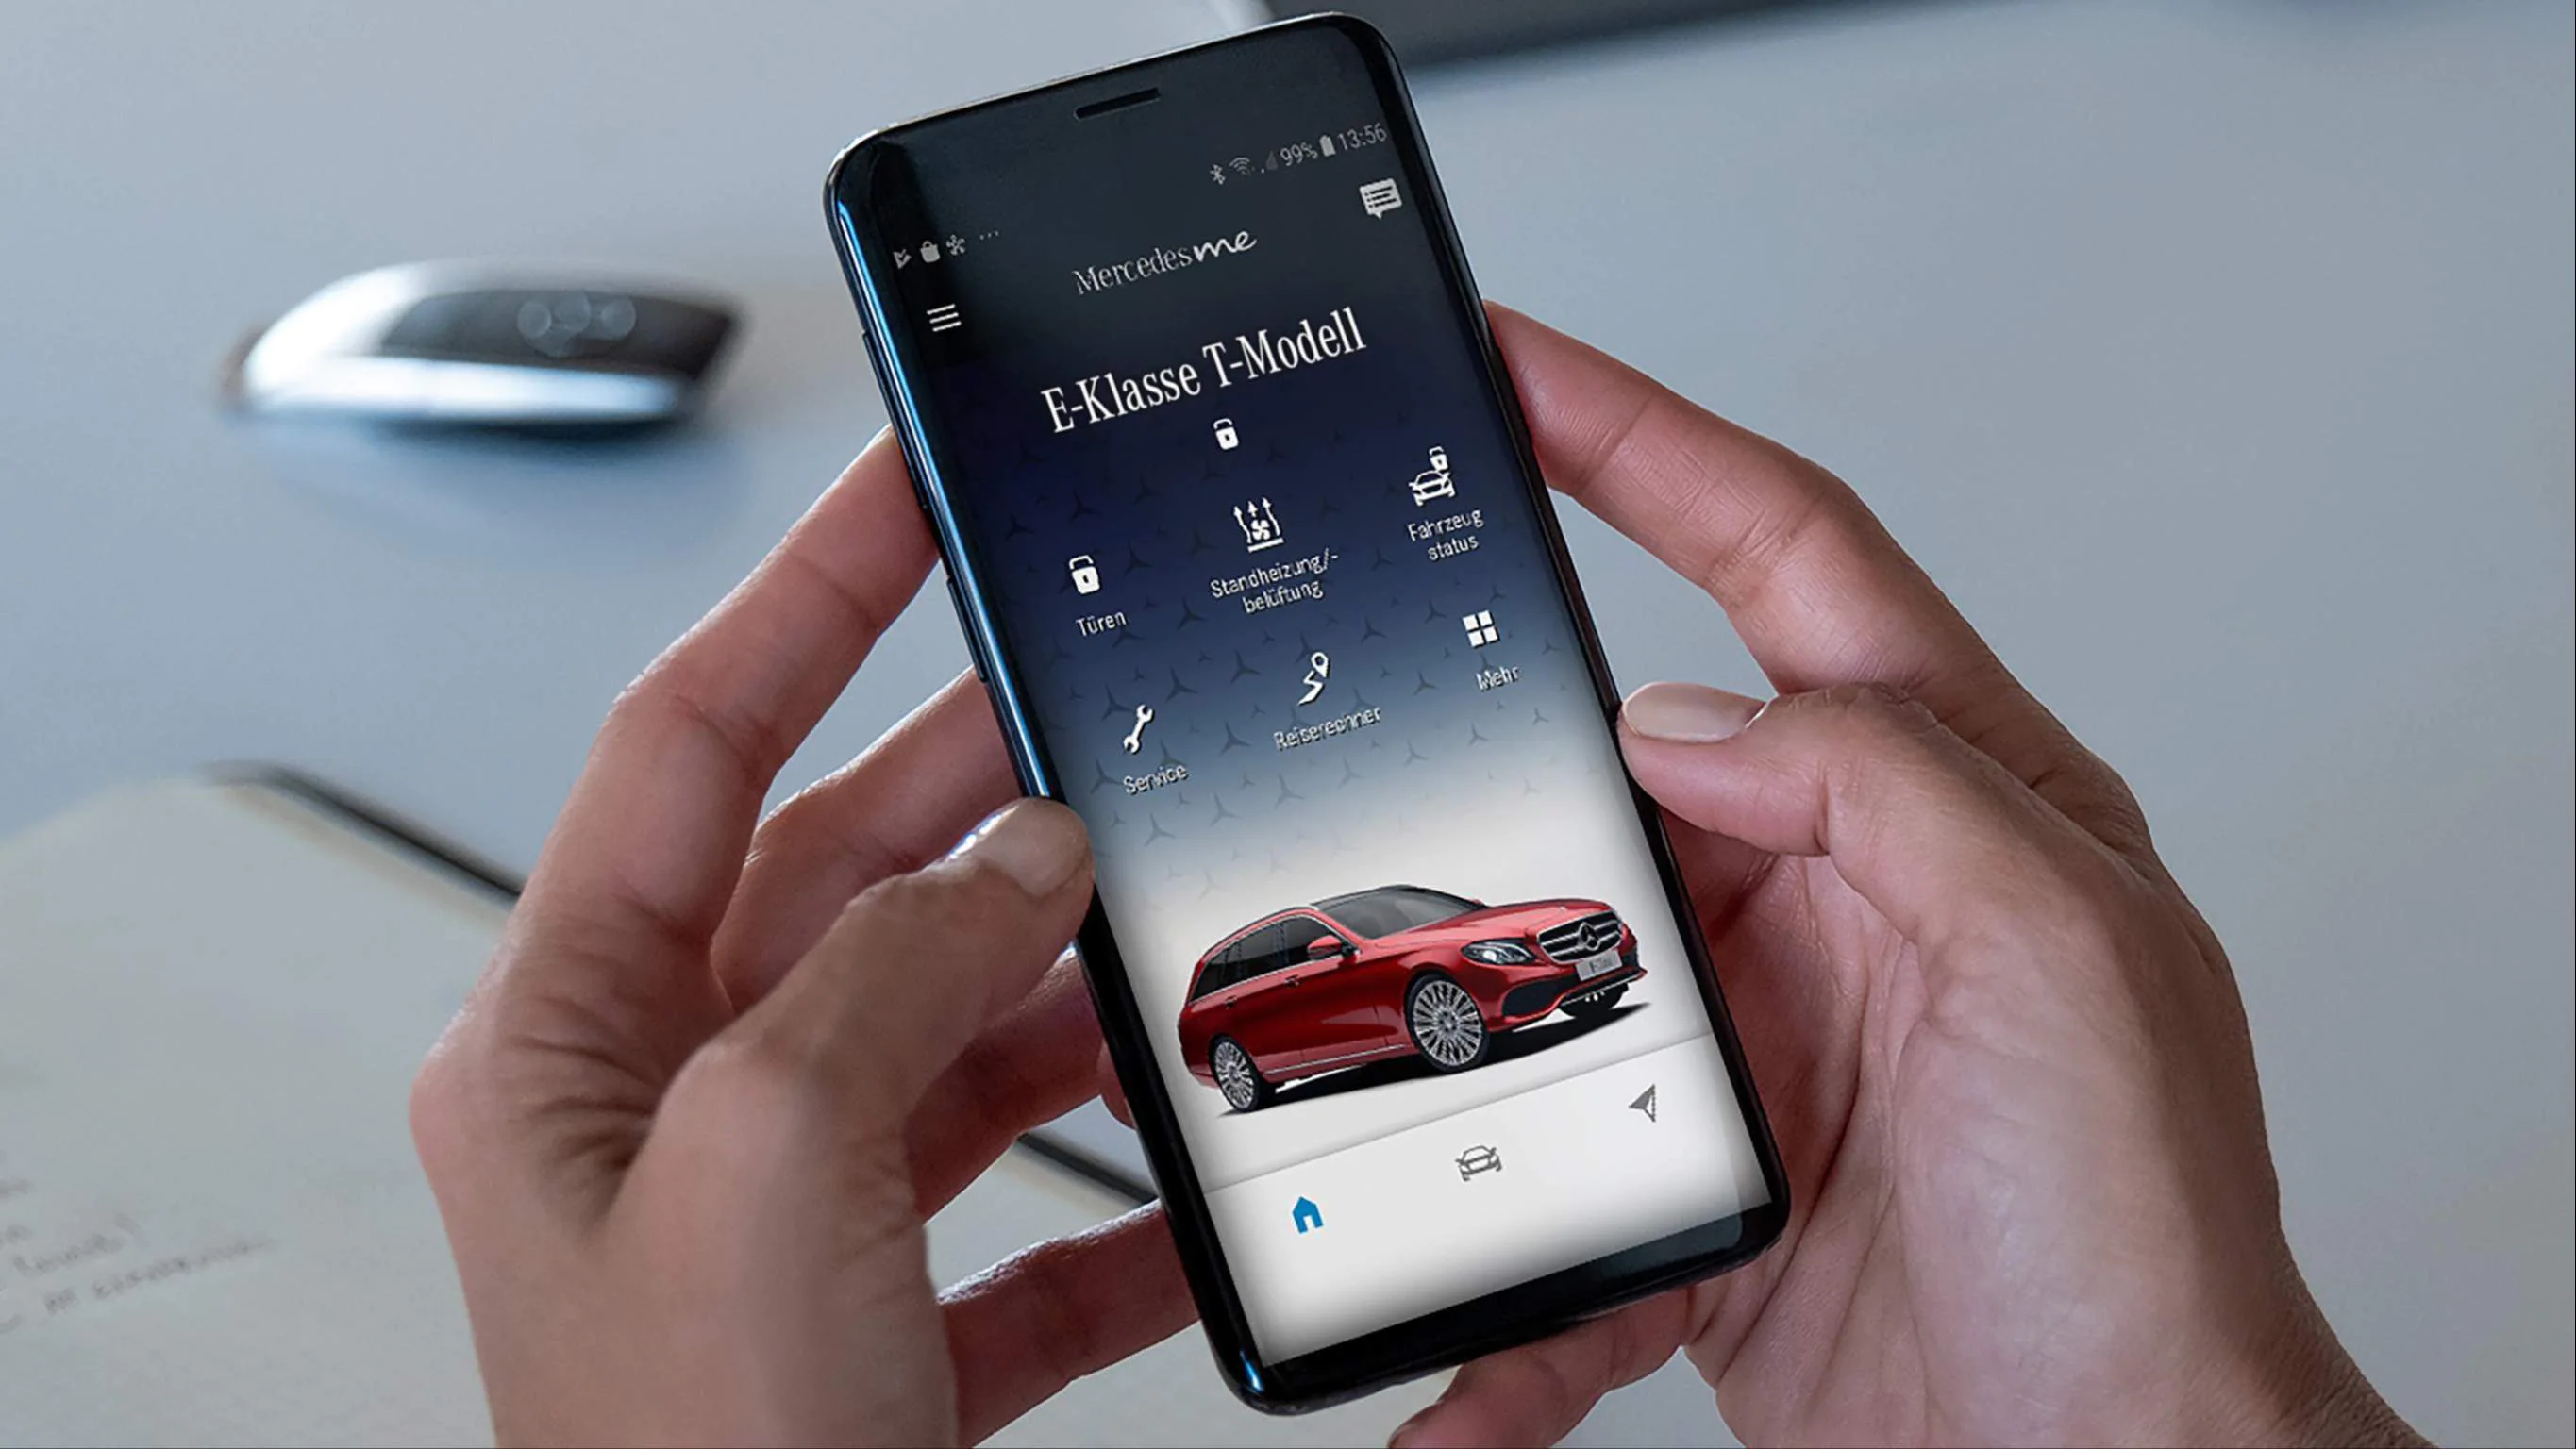 99% 13:56
Mercedes me
E-Klasse T-Modell
Türen
Standheizung/-
belüftung
Fahrzeug
status
Service
Reiserechner
Mehr